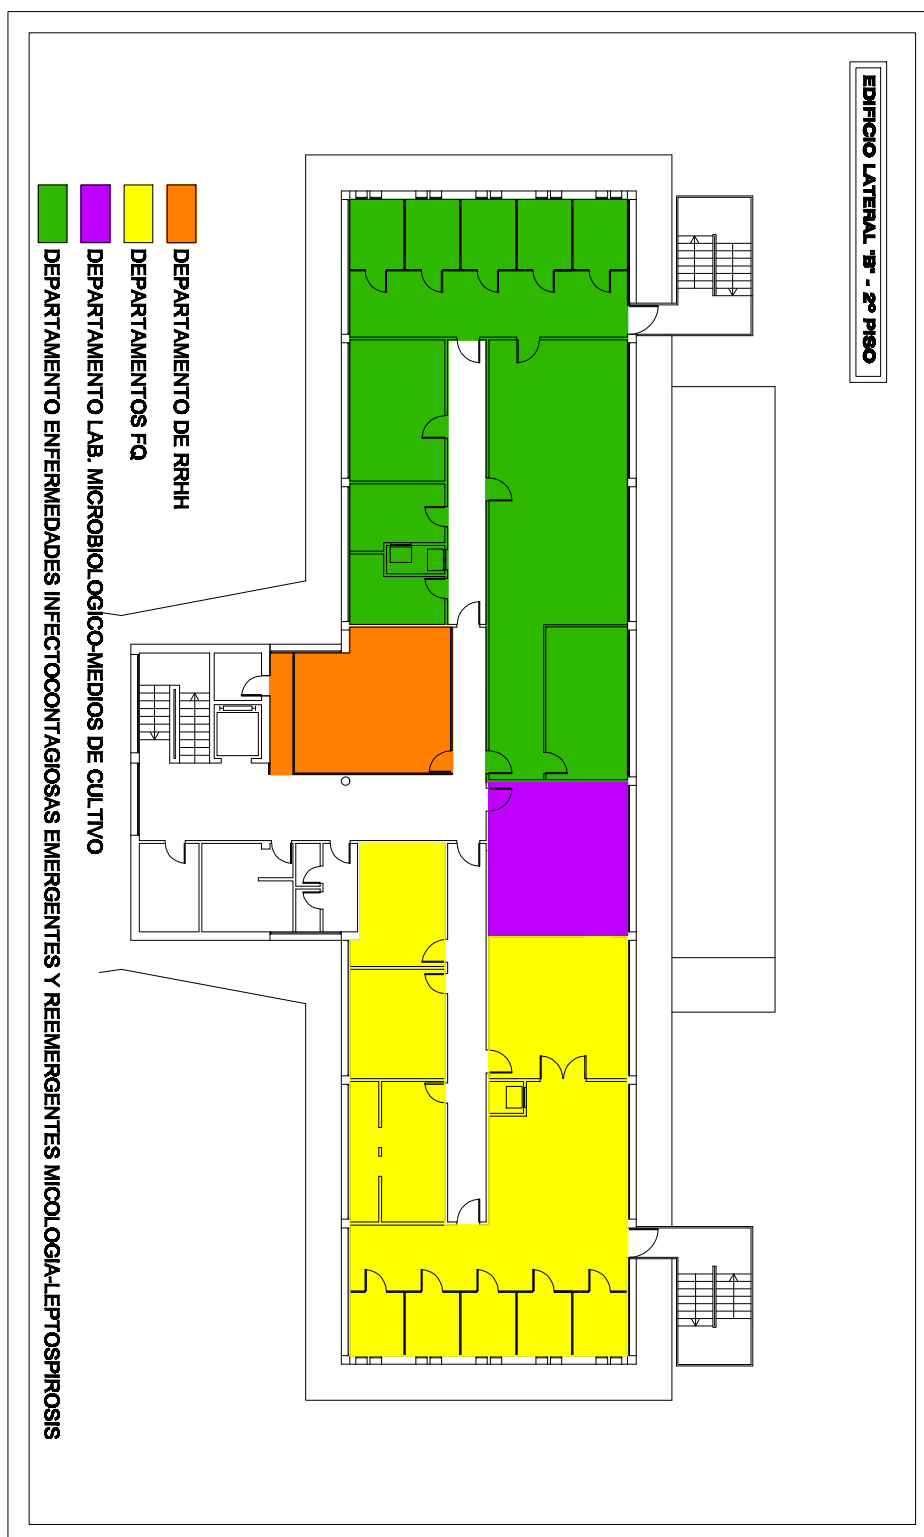 EDIFICIO LATERAL "B" - 2º PISO
DEPARTAMENTO DE RRHH
DEPARTAMENTOS FQ
DEPARTAMENTO LAB. MICROBIOLOGICO-MEDIOS DE CULTIVO
DEPARTAMENTO ENFERMEDADES INFECTOCONTAGIOSAS EMERGENTES Y REEMERGENTES MICOLOGIA-LEPTOSPIROSIS